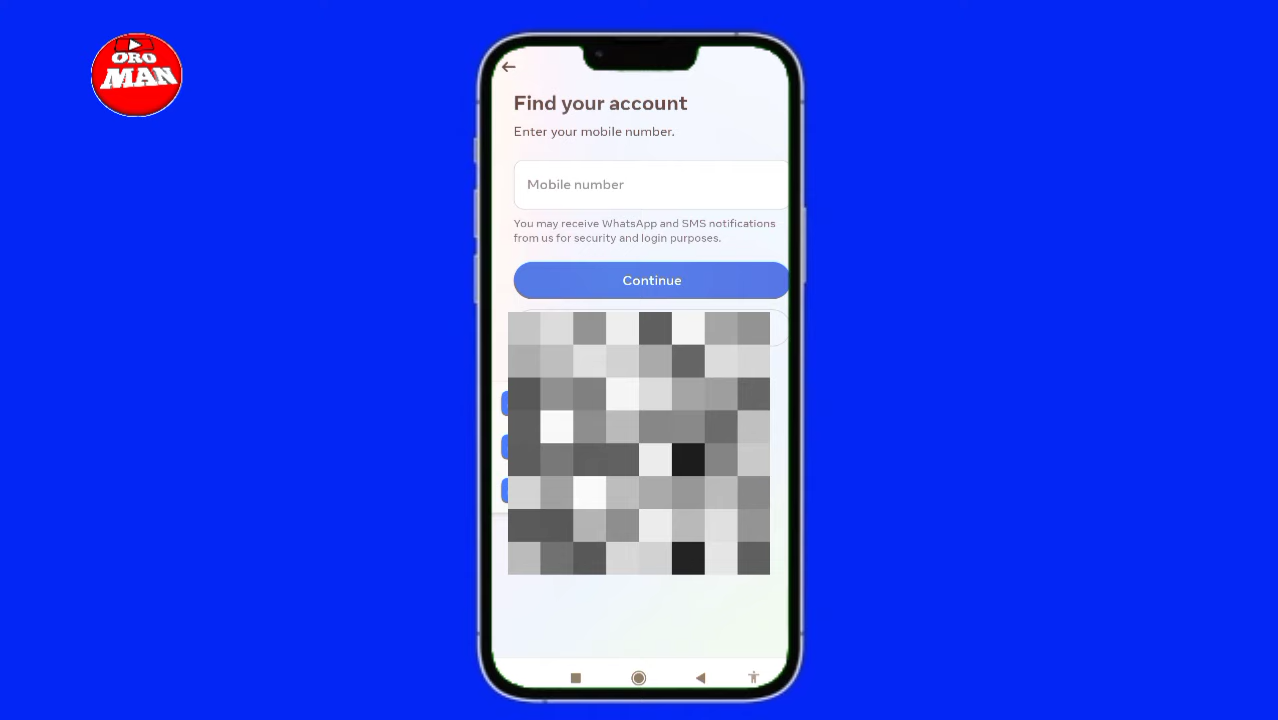 ORO
MAN
Find your account
Enter your mobile number.
Mobile number
You may receive WhatsApp and SMS notifications
from us for security and login purposes.
Continue